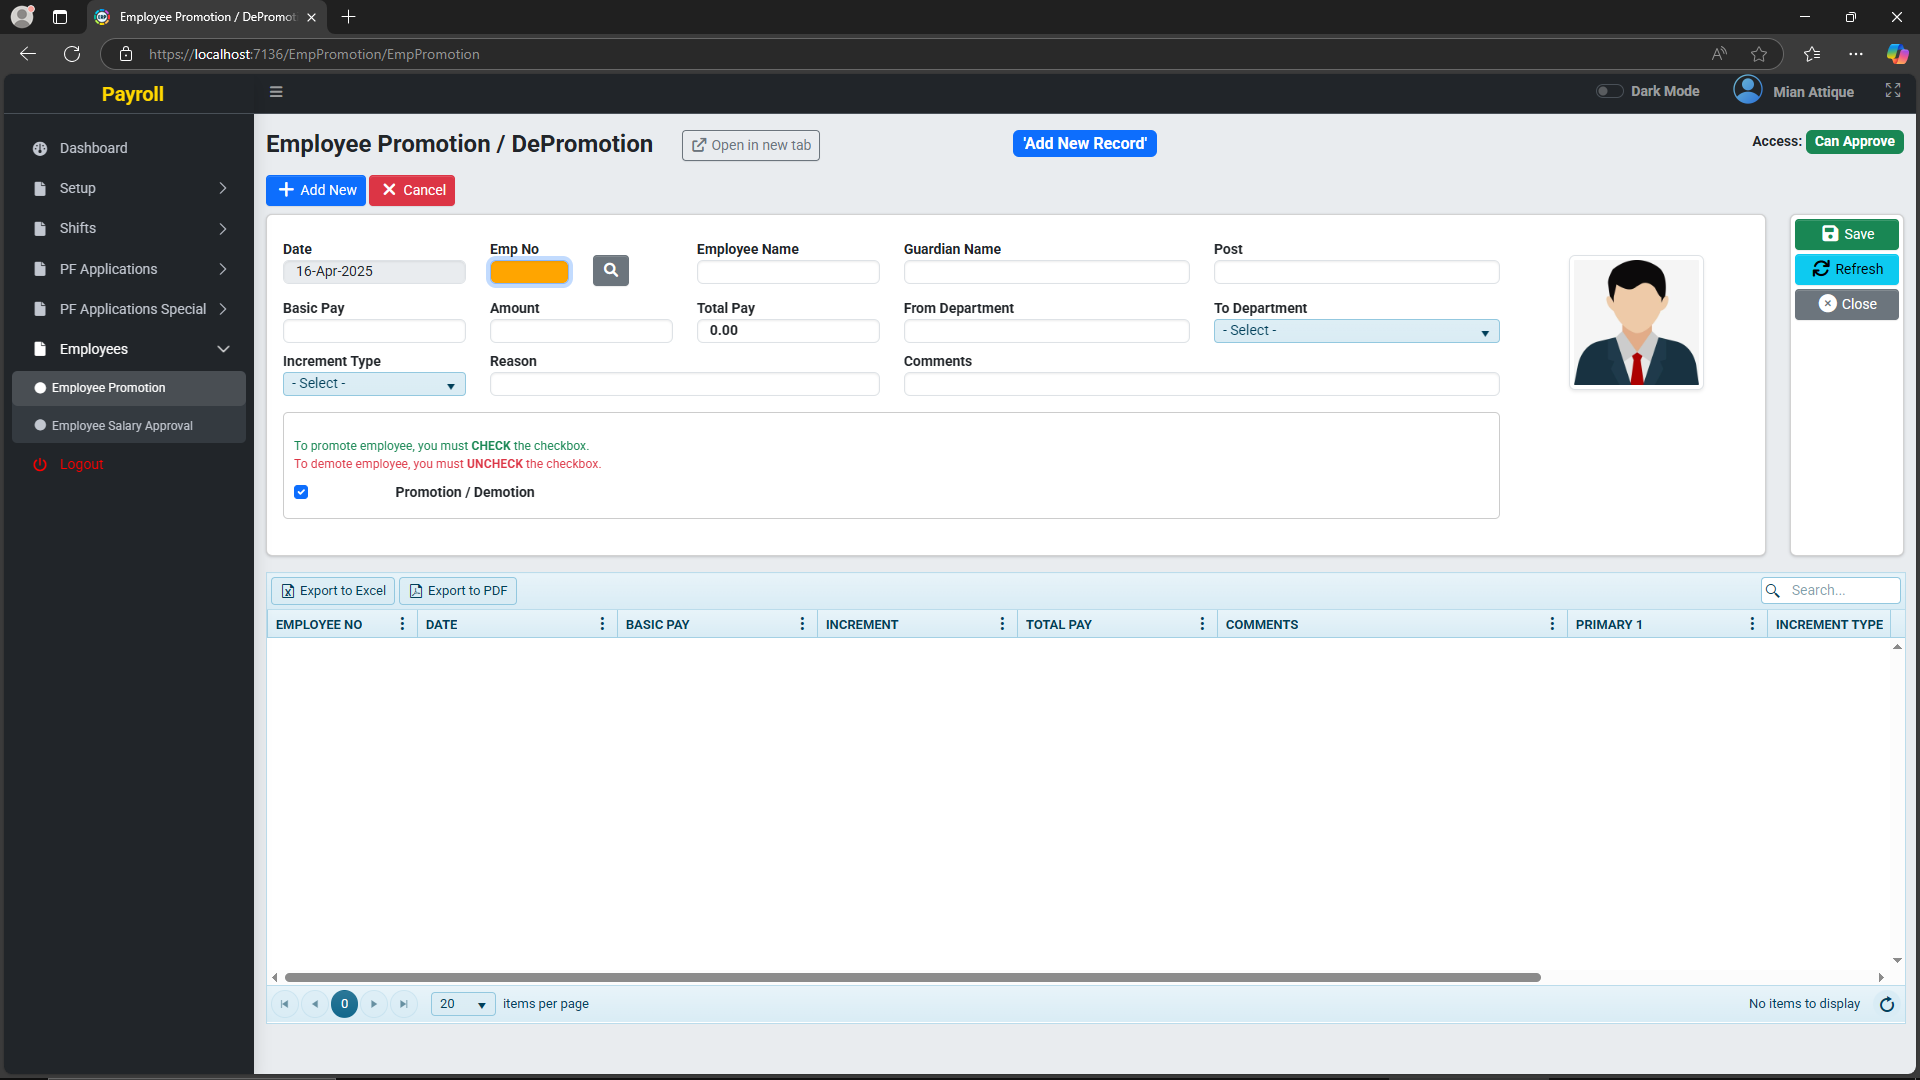 Employee Promotion / DePromot
https://localhost:7136/EmpPromotion/EmpPromotion
Payroll
Dark Mode
Mian Attique
Dashboard
Setup
Shifts
PF Applications
PF Applications Special
Employees
Employee Promotion
Employee Salary Approval
Logout
Employee Promotion / DePromotion
Open in new tab
'Add New Record'
Access: Can Approve
Add New
Cancel
Date
Emp No
Employee Name
Guardian Name
Post
16-Apr-2025
Basic Pay
Amount
Total Pay
From Department
To Department
0.00
- Select -
Increment Type
Reason
Comments
- Select -
To promote employee, you must CHECK the checkbox.
To demote employee, you must UNCHECK the checkbox.
Promotion / Demotion
Save
Refresh
Close
Export to Excel
Export to PDF
Search...
EMPLOYEE NO
DATE
BASIC PAY
INCREMENT
TOTAL PAY
COMMENTS
PRIMARY 1
INCREMENT TYPE
0
20
items per page
No items to display